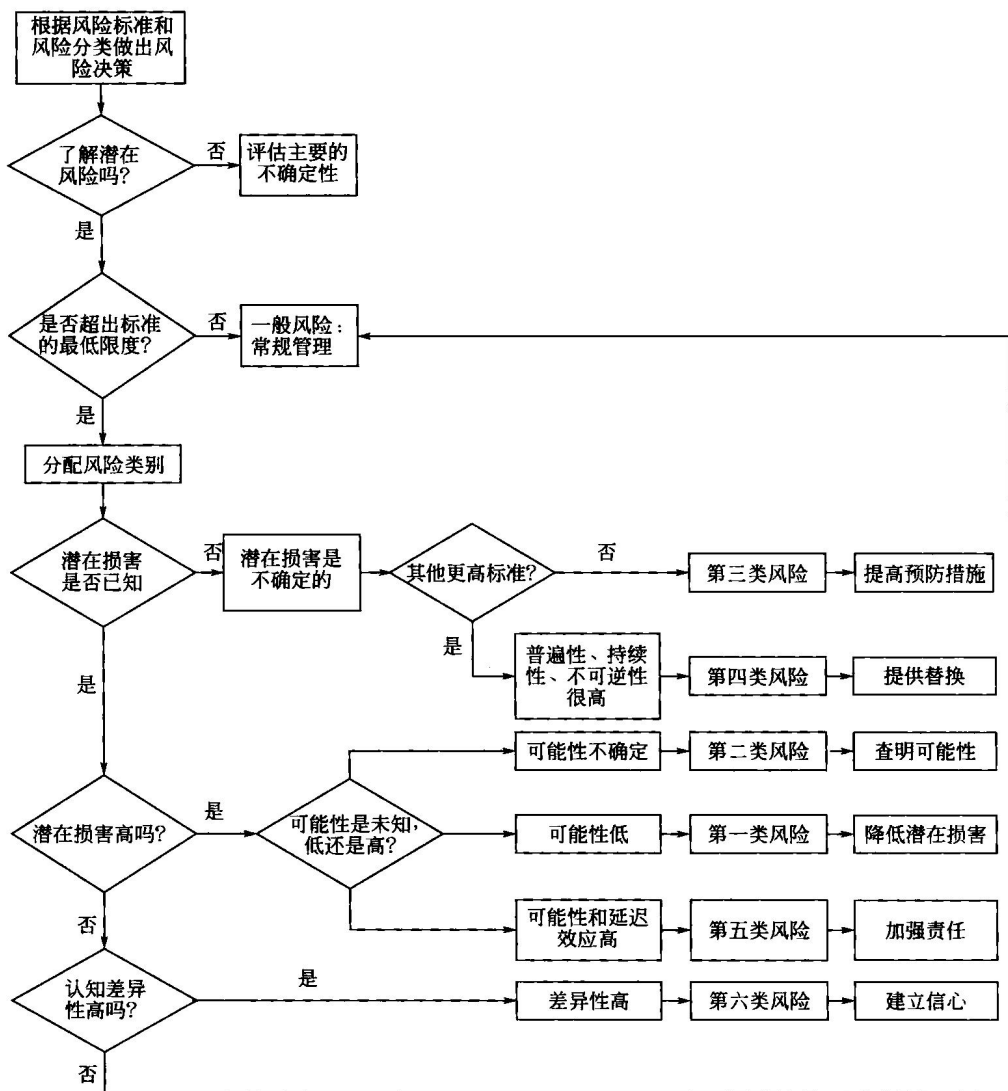 根据风险标准和
风险分类做出风
险决策
了解潜在
风险吗?
否
评估主要的
不确定性
是
是否超出标准
的最低限度?
否
一般风险:
常规管理
是
分配风险类别
潜在损害
是否已知
否
潜在损害是
不确定的
其他更高标准?
否
第三类风险
提高预防措施
是
普遍性、持续
性、不可逆性
很高
第四类风险
提供替换
是
可能性不确定
第二类风险
查明可能性
潜在损害高吗?
是
可能性是未知,
低还是高?
可能性低
第一类风险
降低潜在损害
否
可能性和延迟
效应高
第五类风险
加强责任
认知差异
性高吗?
是
差异性高
第六类风险
建立信心
否